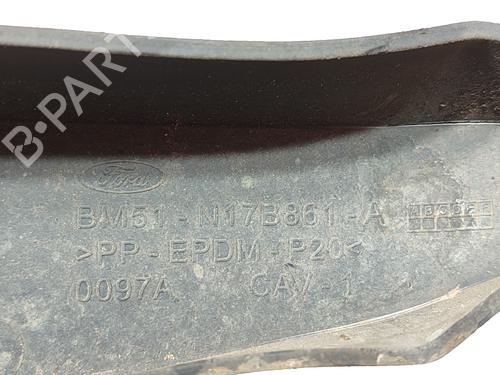 B-PARTS
Ford
BM51 - N17B861 - A
>PP - EPDM - P20<
0097A CAV - 1